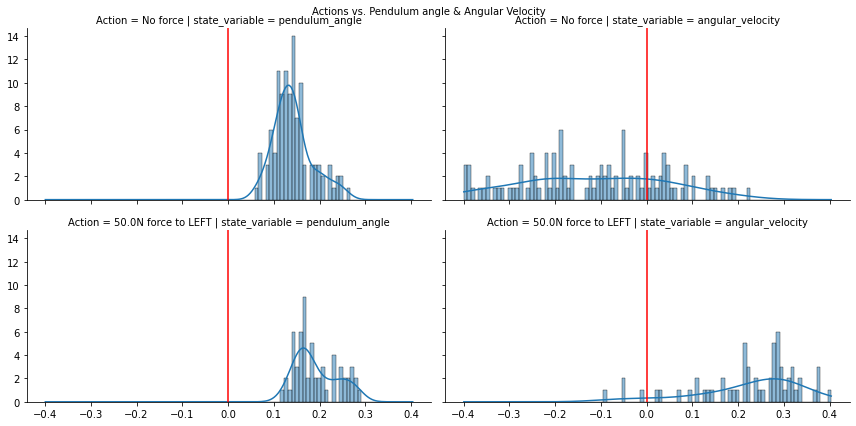 Actions vs. Pendulum angle & Angular Velocity
Action = No force | state_variable = pendulum_angle
Action = No force | state_variable = angular_velocity
14
12
10
8
6
4
2
0
Action = 50.0N force to LEFT | state_variable = pendulum_angle
Action = 50.0N force to LEFT | state_variable = angular_velocity
14
12
10
8
6
4
2
0
−0.4 −0.3 −0.2 −0.1 0.0 0.1 0.2 0.3 0.4
−0.4 −0.3 −0.2 −0.1 0.0 0.1 0.2 0.3 0.4